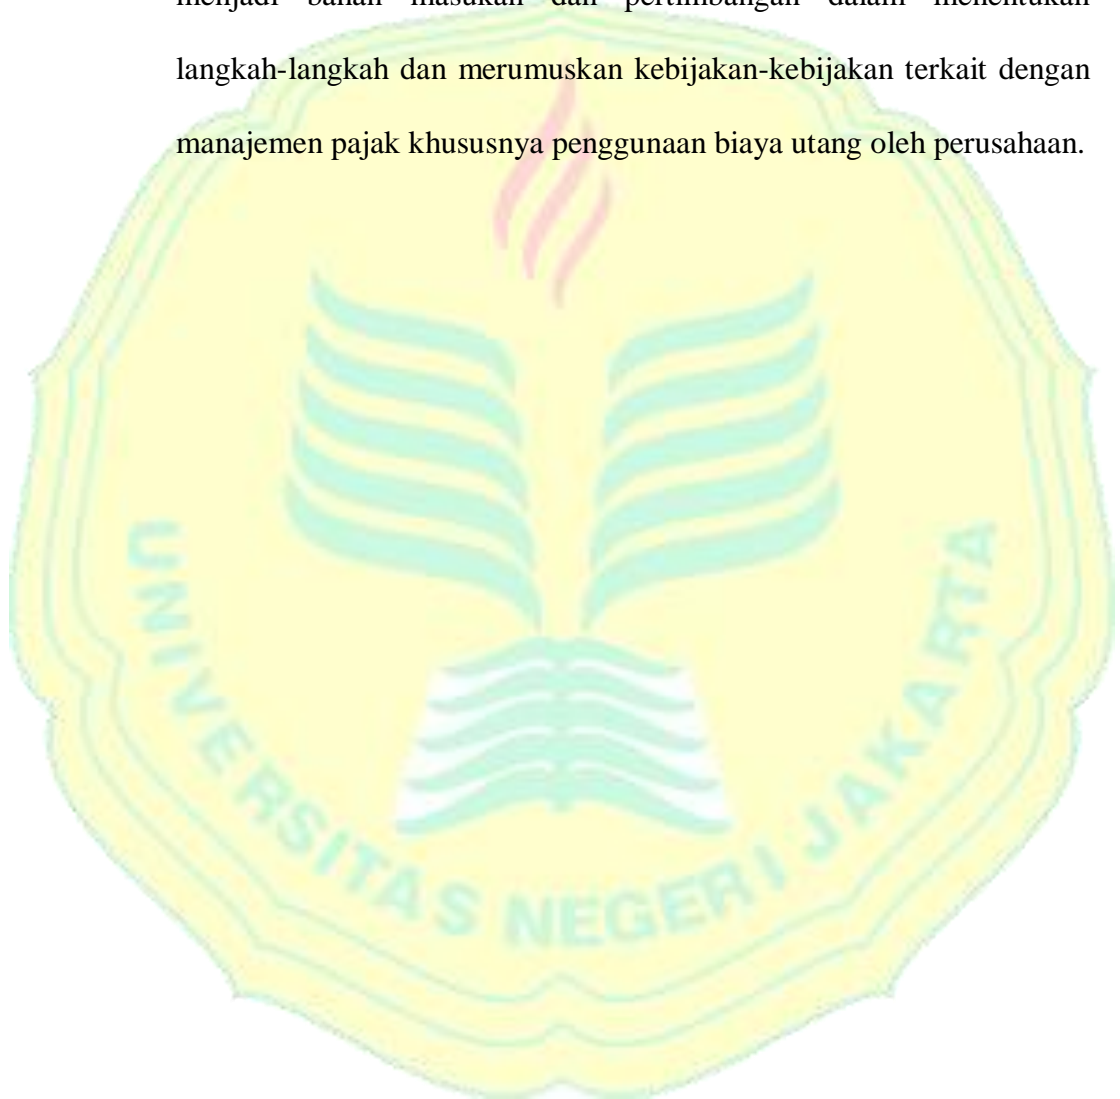 menjadi bahan masukan dan pertimbangan dalam menentukan
langkah-langkah dan merumuskan kebijakan-kebijakan terkait dengan
manajemen pajak khususnya penggunaan biaya utang oleh perusahaan.
UNIVERSITAS NEGERI JAKARTA